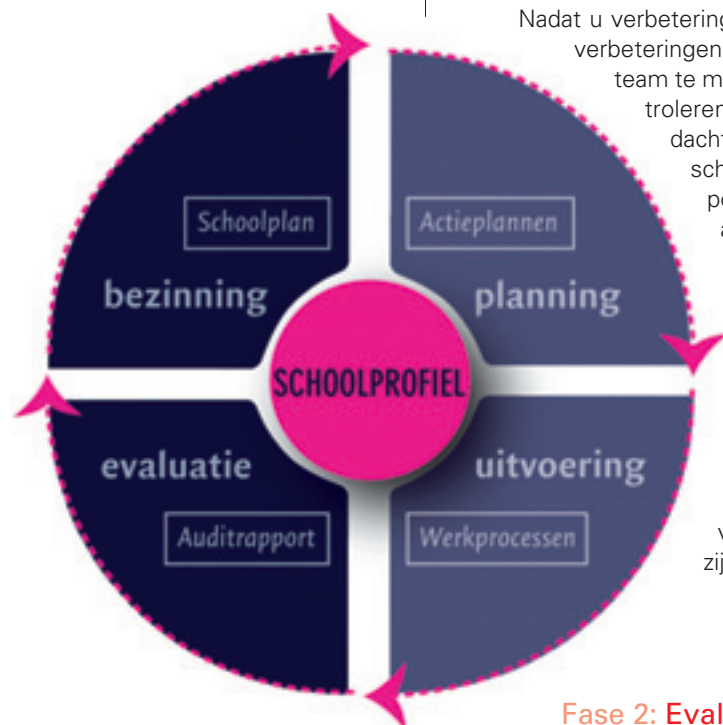 Nadat u verbetering
verbeteringen
team te m
troleren
dacht
sch
zij
Schoolplan
bezinning
Actieplannen
planning
SCHOOLPROFIEL
evaluatie
Auditrapport
uitvoering
Werkprocessen
Fase 2: Eval